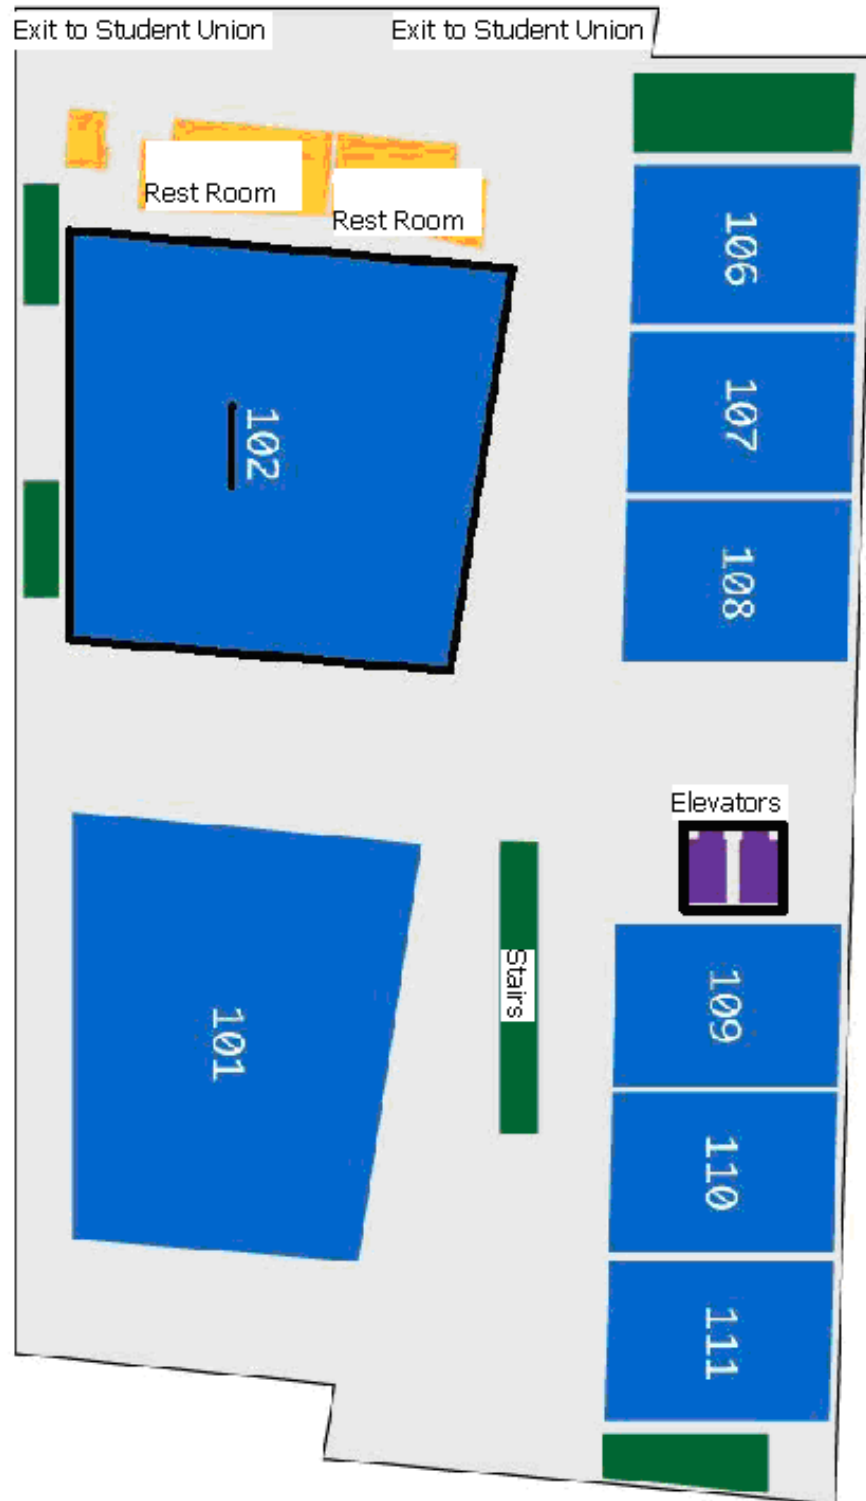 Exit to Student Union
Exit to Student Union
Rest Room
Rest Room
106
102
107
108
Elevators
109
Stairs
101
110
111